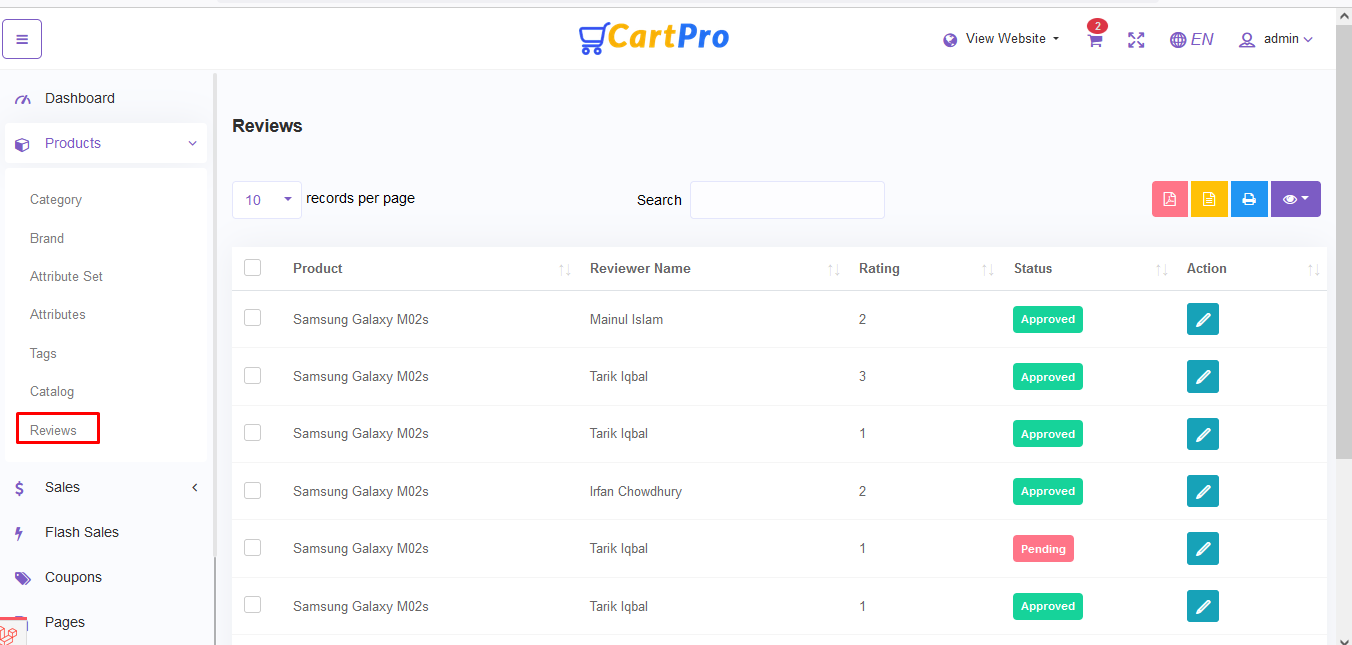 CartPro
View Website
2
EN
admin
Dashboard
Products
Category
Brand
Attribute Set
Attributes
Tags
Catalog
Reviews
Sales
Flash Sales
Coupons
Pages
Reviews
10 records per page
Search
Product Reviewer Name Rating Status Action
Samsung Galaxy M02s Mainul Islam 2 Approved
Samsung Galaxy M02s Tarik Iqbal 3 Approved
Samsung Galaxy M02s Tarik Iqbal 1 Approved
Samsung Galaxy M02s Irfan Chowdhury 2 Approved
Samsung Galaxy M02s Tarik Iqbal 1 Pending
Samsung Galaxy M02s Tarik Iqbal 1 Approved